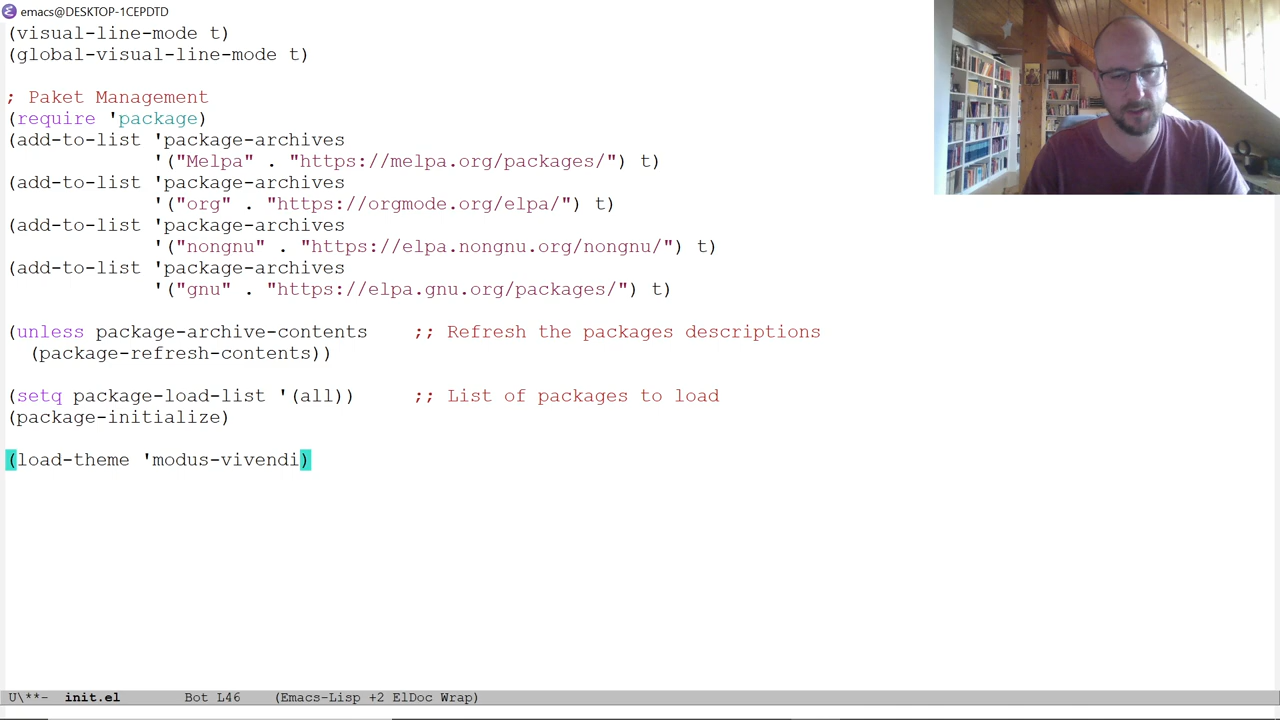 emacs@DESKTOP-1CEPDTD
(visual-line-mode t)
(global-visual-line-mode t)
; Paket Management
(require 'package)
(add-to-list 'package-archives
'("Melpa" . "https://melpa.org/packages/") t)
(add-to-list 'package-archives
'("org" . "https://orgmode.org/elpa/") t)
(add-to-list 'package-archives
'("nongnu" . "https://elpa.nongnu.org/nongnu/") t)
(add-to-list 'package-archives
'("gnu" . "https://elpa.gnu.org/packages/") t)
(unless package-archive-contents    ;; Refresh the packages descriptions
(package-refresh-contents))
(setq package-load-list '(all))     ;; List of packages to load
(package-initialize)
(load-theme 'modus-vivendi)
U\**-  init.el      Bot L46   (Emacs-Lisp +2 ElDoc Wrap)